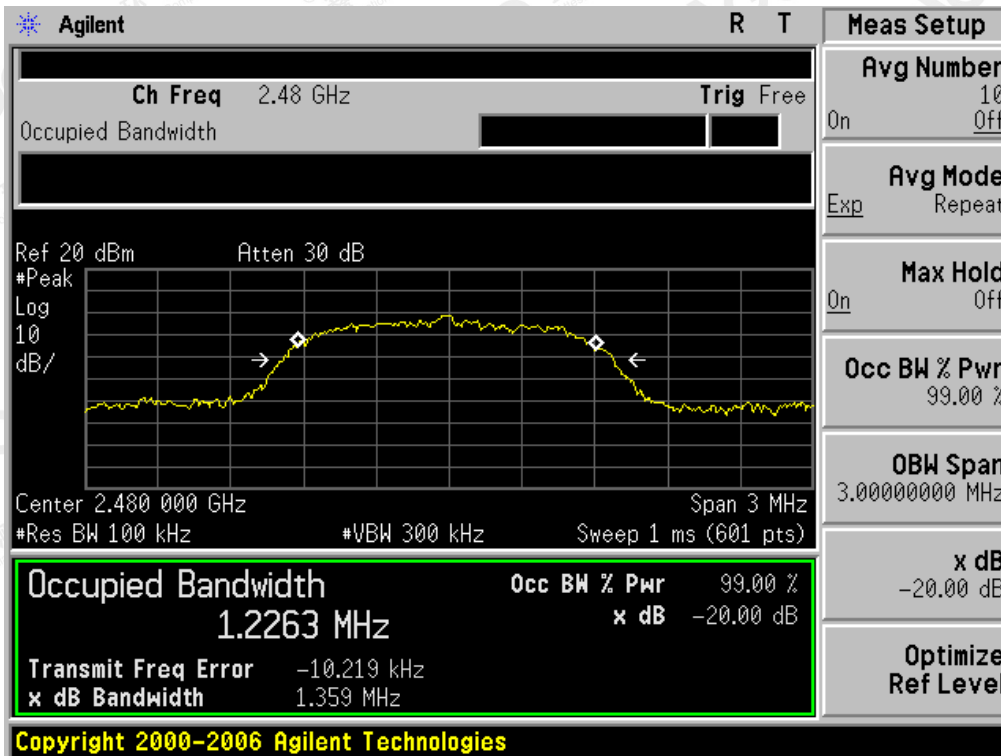 Agilent R T
Ch Freq 2.48 GHz Trig Free
Occupied Bandwidth
Ref 20 dBm Atten 30 dB
#Peak
Log
10
dB/
Center 2.480 000 GHz Span 3 MHz
#Res BW 100 kHz #VBW 300 kHz Sweep 1 ms (601 pts)
Occupied Bandwidth Occ BW % Pwr 99.00 %
1.2263 MHz x dB -20.00 dB
Transmit Freq Error -10.219 kHz
x dB Bandwidth 1.359 MHz
Copyright 2000-2006 Agilent Technologies
Meas Setup
Avg Number
10
On Off
Avg Mode
Exp Repeat
Max Hold
On Off
Occ BW % Pwr
99.00 %
OBW Span
3.00000000 MHz
x dB
-20.00 dB
Optimize
Ref Level